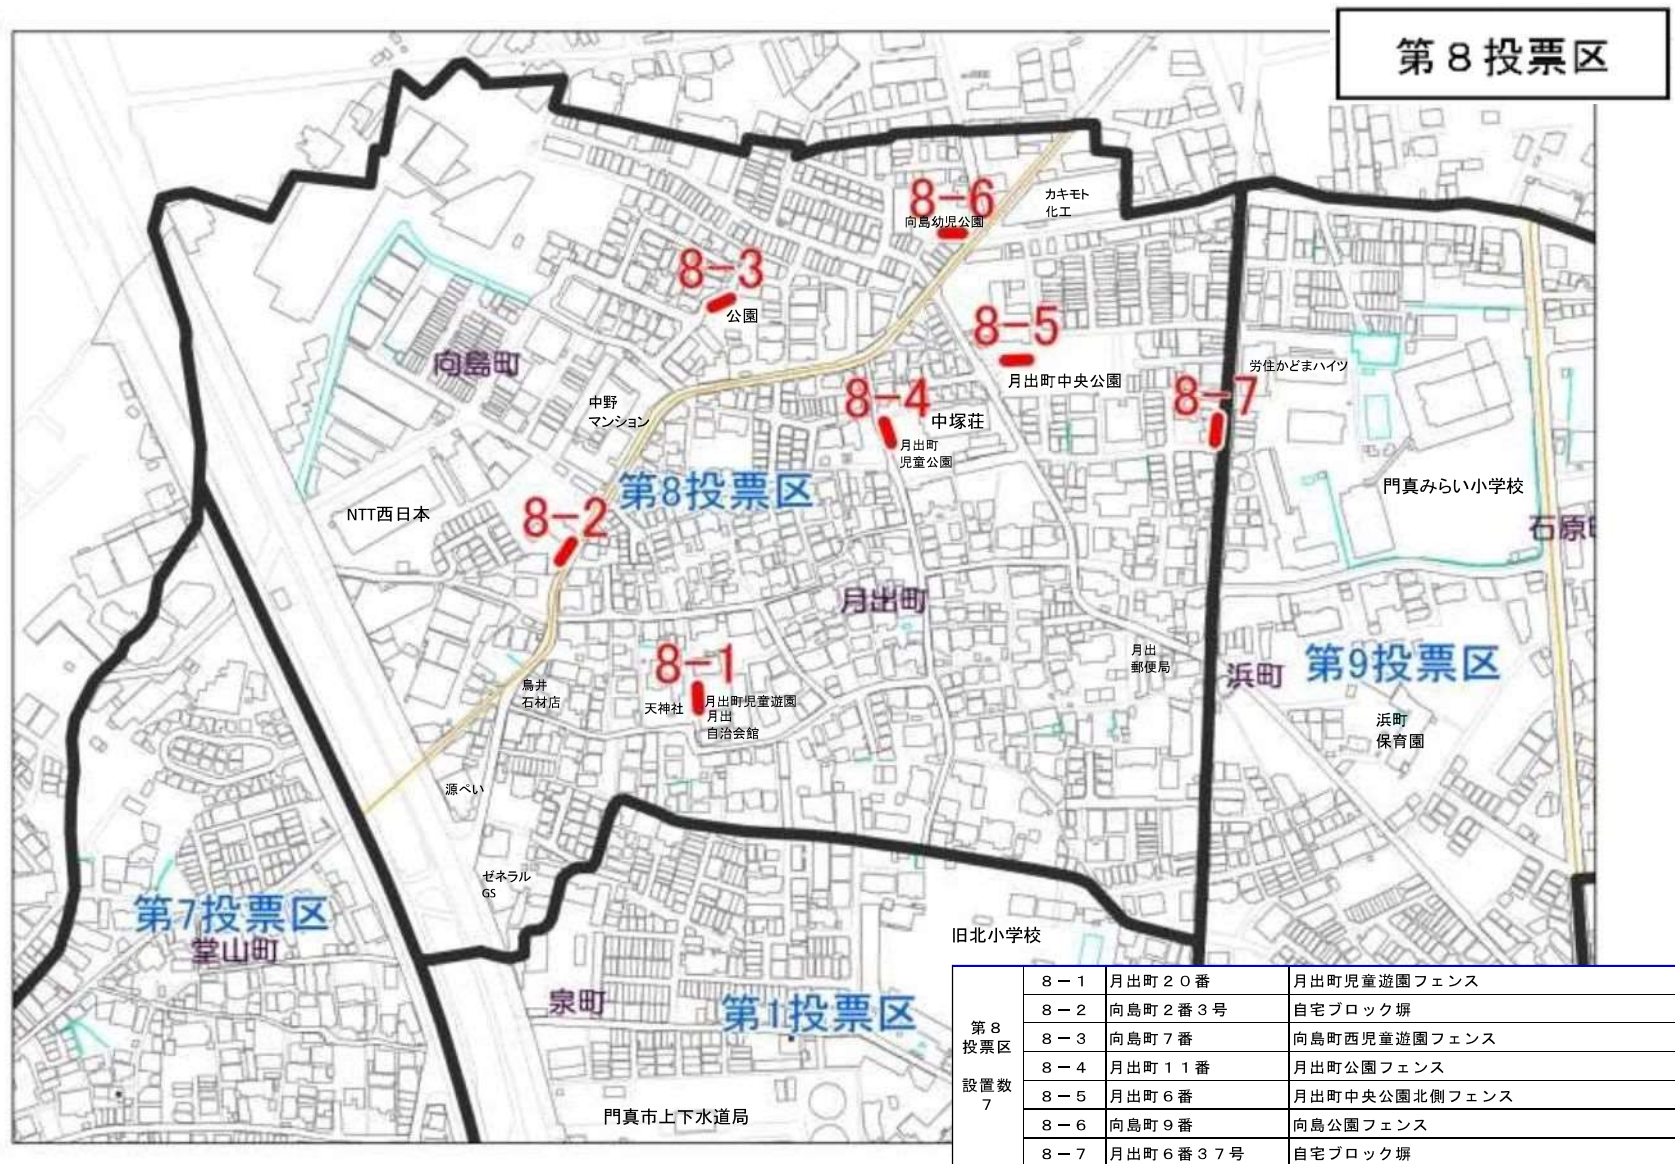 第８投票区
8-6
向島幼児公園
カキモト
化工
8-3
公園
8-5
月出町中央公園
向島町
中野
マンション
8-4
中塚荘
月出町
児童公園
8-7
労住かどまハイツ
門真みらい小学校
石原
第8投票区
NTT西日本
8-2
月出町
8-1
天神社
月出町児童遊園
月出
自治会館
鳥井
石材店
月出
郵便局
浜町
第9投票区
浜町
保育園
源ぺい
ゼネラル
GS
第7投票区
堂山町
旧北小学校
泉町
第1投票区
門真市上下水道局
第８
投票区
設置数
７
８－１ 月出町２０番 月出町児童遊園フェンス
８－２ 向島町２番３号 自宅ブロック塀
８－３ 向島町７番 向島町西児童遊園フェンス
８－４ 月出町１１番 月出町公園フェンス
８－５ 月出町６番 月出町中央公園北側フェンス
８－６ 向島町９番 向島公園フェンス
８－７ 月出町６番３７号 自宅ブロック塀